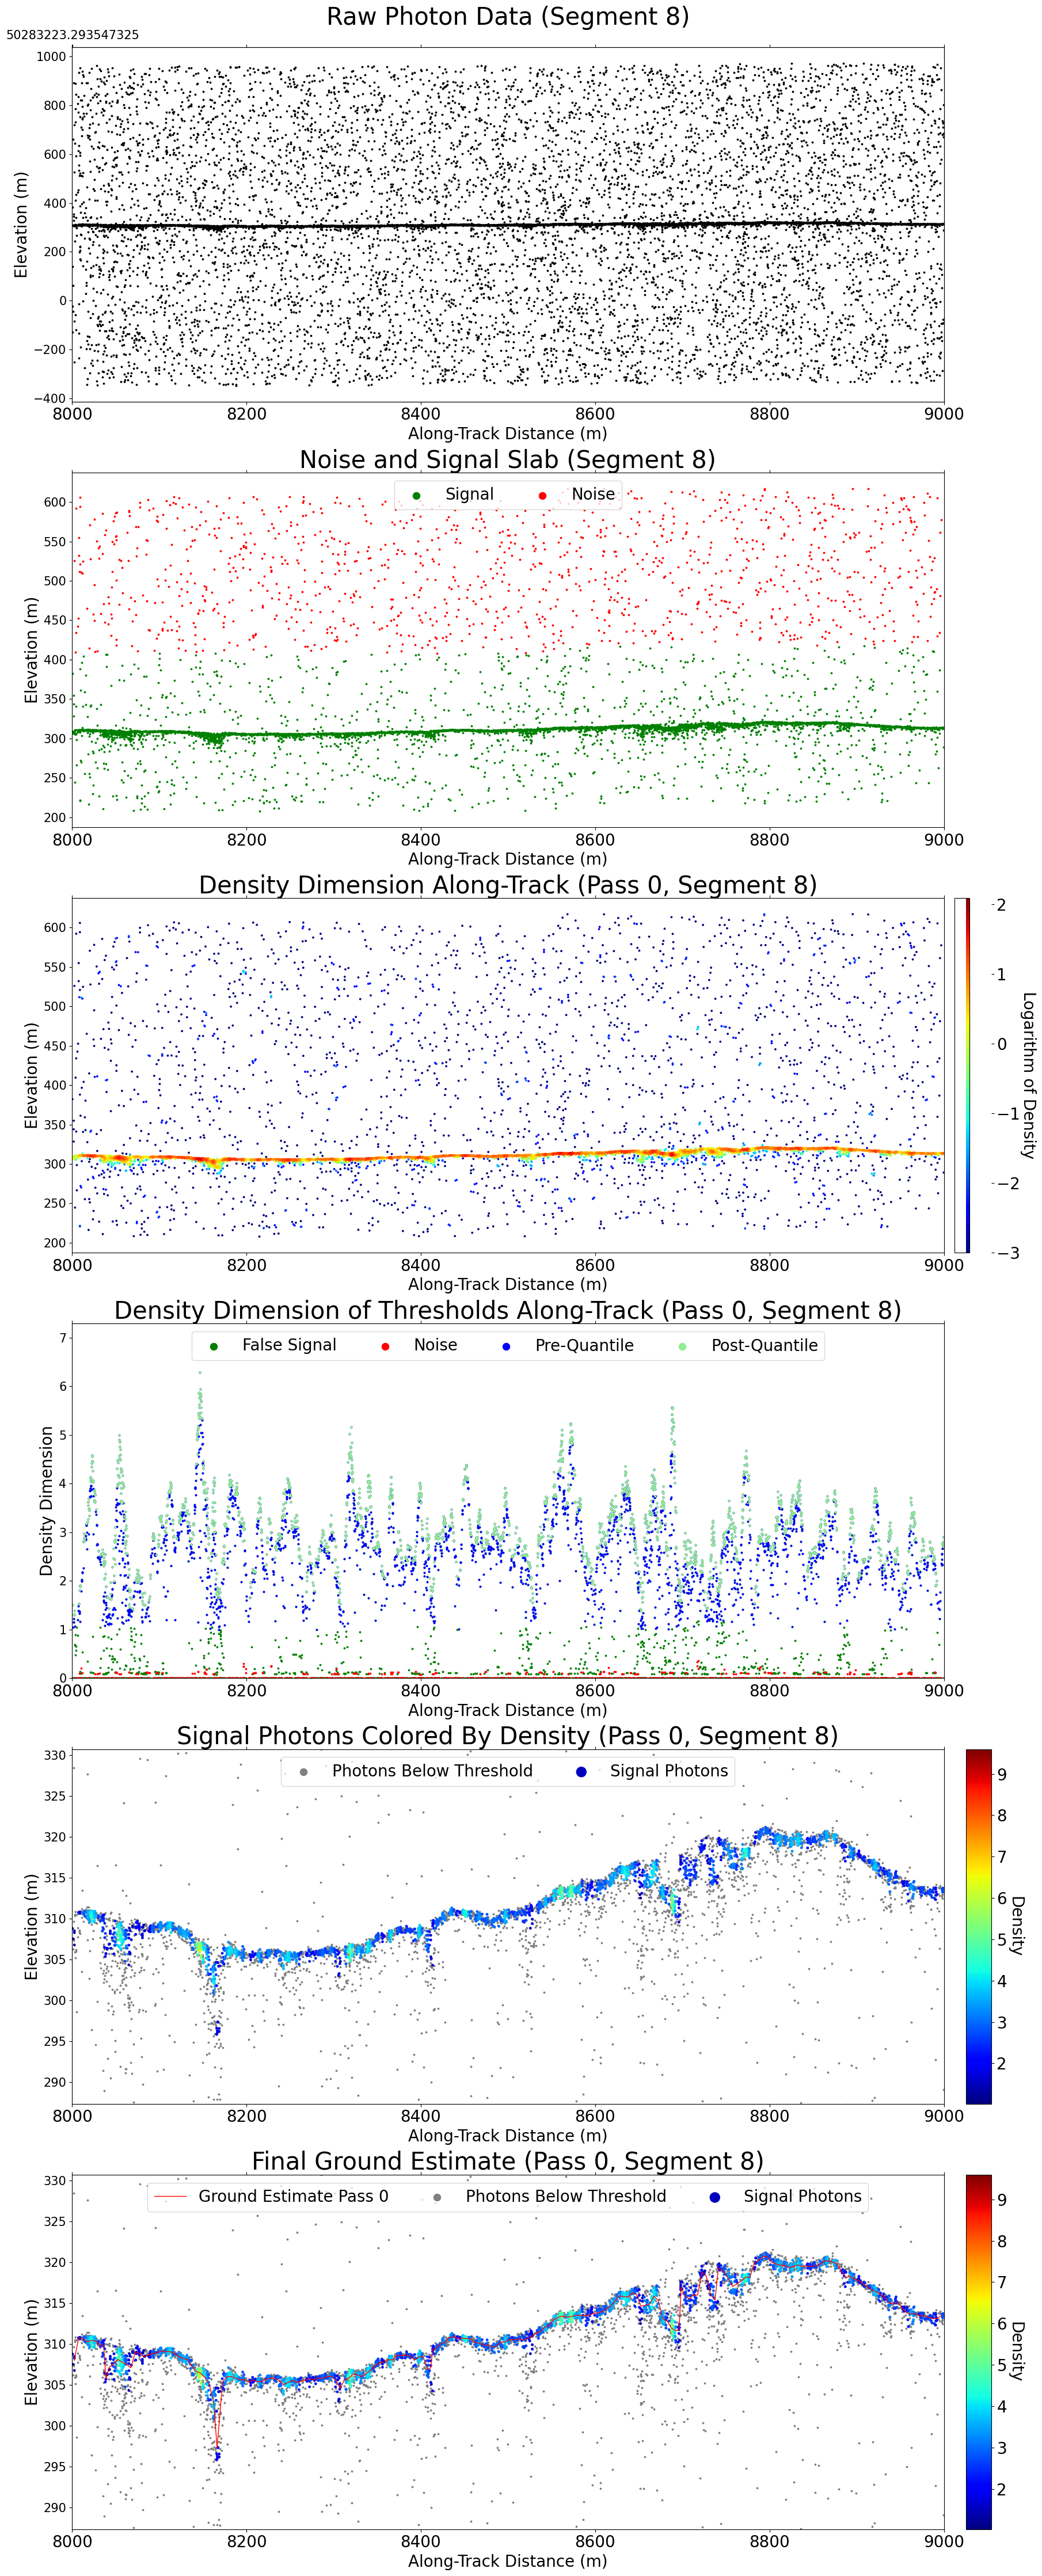 Raw Photon Data (Segment 8)
50283223.293547325
1000
800
600
400
200
0
−200
−400
Elevation (m)
8000 8200 8400 8600 8800 9000
Along-Track Distance (m)
Noise and Signal Slab (Segment 8)
Signal Noise
600
550
500
450
400
350
300
250
200
Elevation (m)
8000 8200 8400 8600 8800 9000
Along-Track Distance (m)
Density Dimension Along-Track (Pass 0, Segment 8)
600
550
500
450
400
350
300
250
200
Elevation (m)
8000 8200 8400 8600 8800 9000
Along-Track Distance (m)
2
1
0
−1
−2
−3
Logarithm of Density
Density Dimension of Thresholds Along-Track (Pass 0, Segment 8)
False Signal Noise Pre-Quantile Post-Quantile
7
6
5
4
3
2
1
0
Density Dimension
8000 8200 8400 8600 8800 9000
Along-Track Distance (m)
Signal Photons Colored By Density (Pass 0, Segment 8)
Photons Below Threshold Signal Photons
330
325
320
315
310
305
300
295
290
Elevation (m)
8000 8200 8400 8600 8800 9000
Along-Track Distance (m)
9
8
7
6
5
4
3
2
Density
Final Ground Estimate (Pass 0, Segment 8)
Ground Estimate Pass 0 Photons Below Threshold Signal Photons
330
325
320
315
310
305
300
295
290
Elevation (m)
8000 8200 8400 8600 8800 9000
Along-Track Distance (m)
9
8
7
6
5
4
3
2
Density